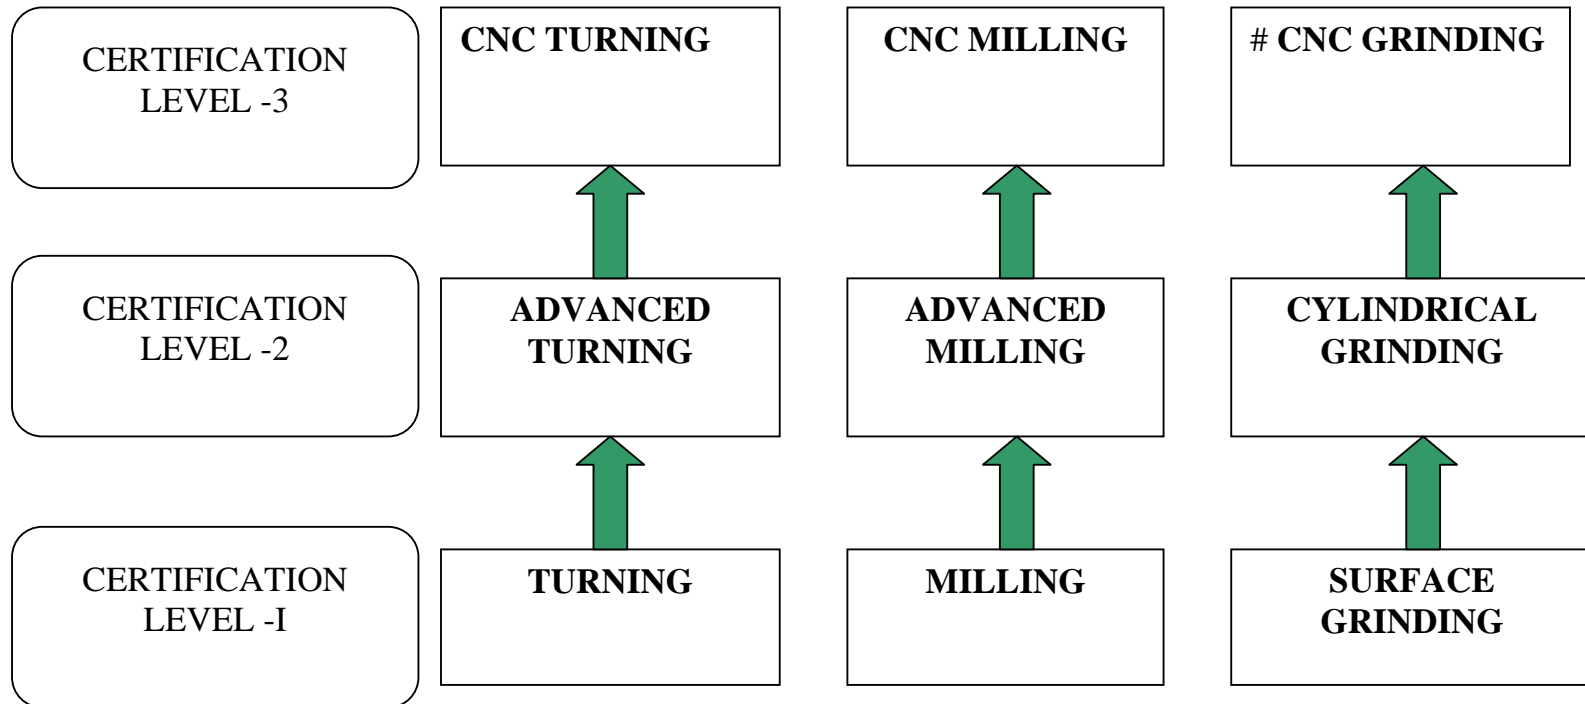 CERTIFICATION
LEVEL -3
CNC TURNING
CNC MILLING
# CNC GRINDING
CERTIFICATION
LEVEL -2
ADVANCED
TURNING
ADVANCED
MILLING
CYLINDRICAL
GRINDING
CERTIFICATION
LEVEL -I
TURNING
MILLING
SURFACE
GRINDING